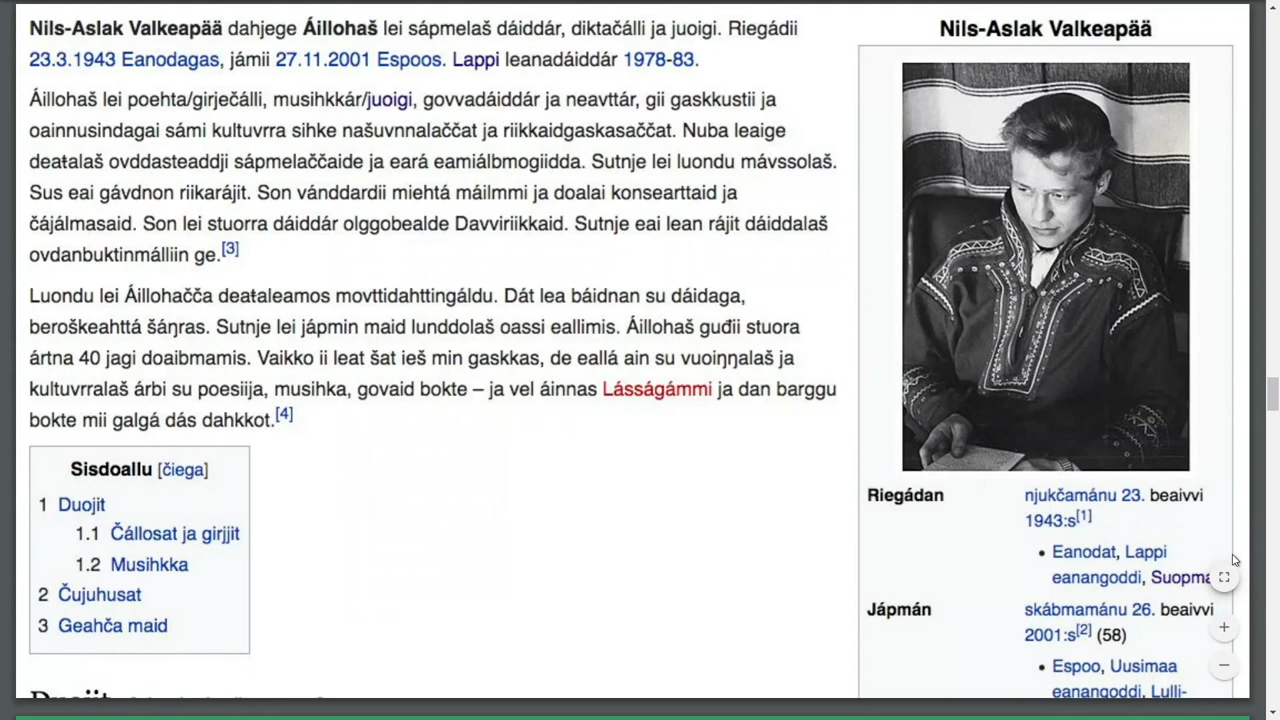 Nils-Aslak Valkeapää dahjege Áillohaš lei sápmelaš dáiddár, diktačálli ja juoigi. Riegádii
23.3.1943 Eanodagas, jámii 27.11.2001 Espoos. Lappi leanadáiddár 1978-83.
Áillohaš lei poehta/girječálli, musihkkár/juoigi, govvadáiddár ja neavttár, gii gaskkustii ja
oainnusindagai sámi kultuvrra sihke našuvnnalaččat ja riikkaidgaskasaččat. Nuba leaige
deaŧalaš ovddasteaddji sápmelaččaide ja eará eamiálbmogiidda. Sutnje lei luondu mávssolaš.
Sus eai gávdnon riikarájit. Son vánddardii miehtá máilmmi ja doalai konsearttaid ja
čájálmasaid. Son lei stuorra dáiddár olggobealde Davviriikkaid. Sutnje eai lean rájit dáiddalaš
ovdanbuktinmálliin ge.[3]
Luondu lei Áillohačča deaŧaleamos movttidahttingáldu. Dát lea báidnan su dáidaga,
beroškeahttá šáŋras. Sutnje lei jápmin maid lunddolaš oassi eallimis. Áillohaš guđii stuora
ártna 40 jagi doaibmamis. Vaikko ii leat šat ieš min gaskkas, de eallá ain su vuoiŋŋalaš ja
kultuvrralaš árbi su poesiija, musihka, govaid bokte – ja vel áinnas Lásságámmi ja dan barggu
bokte mii galgá dás dahkkot.[4]
Sisdoallu [čiega]
1 Duojit
1.1 Čállosat ja girjjit
1.2 Musihkka
2 Čujuhusat
3 Geahča maid
Duojit
Nils-Aslak Valkeapää
Riegádan njukčamánu 23. beaivvi
1943:s[1]
• Eanodat, Lappi
eanangoddi, Suopma
Jápmán skábmamánu 26. beaivvi
2001:s[2] (58)
• Espoo, Uusimaa
eanangoddi, Lulli-